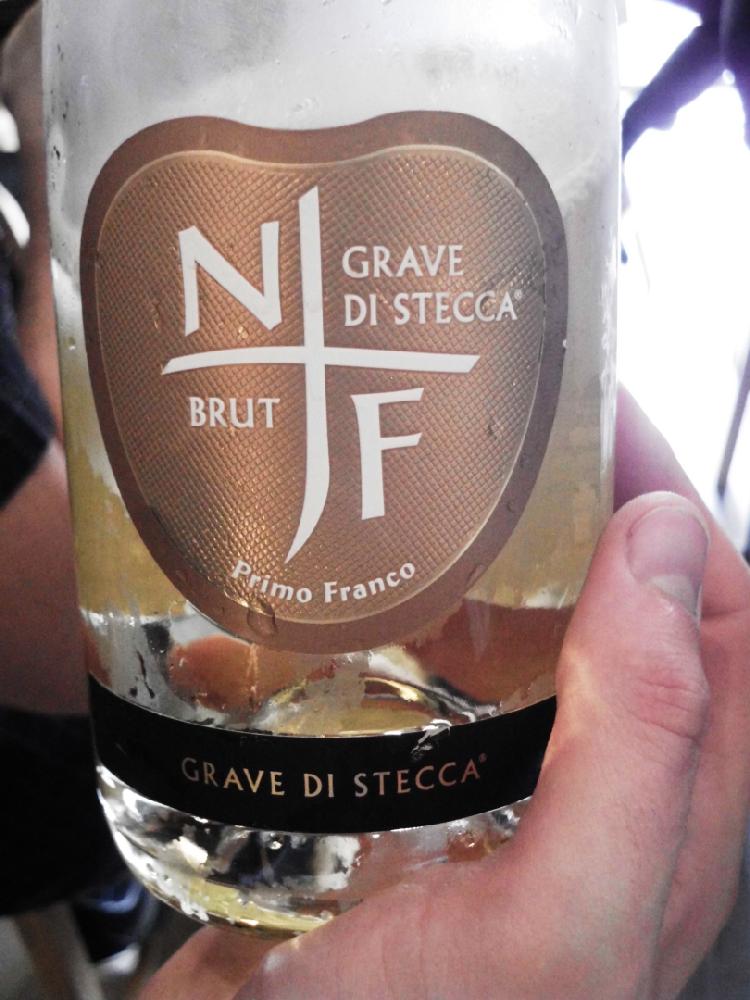 N
GRAVE
DI STECCA®
BRUT
F
Primo Franco
GRAVE DI STECCA®